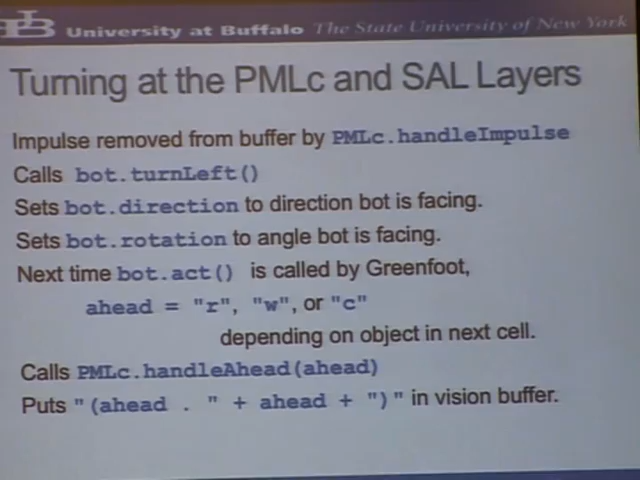 UB University at Buffalo The State University of New York
Turning at the PMLc and SAL Layers
Impulse removed from buffer by PMLc.handleImpulse
Calls bot.turnLeft()
Sets bot.direction to direction bot is facing.
Sets bot.rotation to angle bot is facing.
Next time bot.act() is called by Greenfoot,
ahead = "r", "w", or "c"
depending on object in next cell.
Calls PMLc.handleAhead(ahead)
Puts "(ahead . " + ahead + ")" in vision buffer.